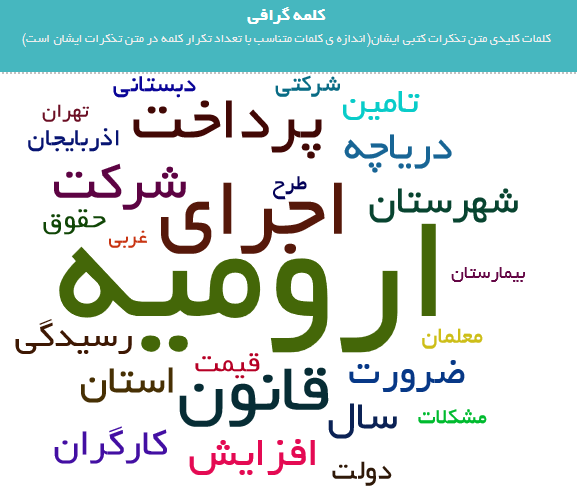 کلمه گرافی
کلمات کلیدی متن تذکرات کتبی ایشان(اندازه ی کلمات متناسب با تعداد تکرار کلمه در متن تذکرات ایشان است)
شرکتی دبستانی
تامین پرداخت تهران
دریاچه اذربایجان
طرح شرکت
شهرستان اجرای حقوق
غربی
ارومیه
بیمارستان
معلمان رسیدگی
ضرورت قیمت
قانون استان
مشکلات سال
افزایش کارگران
دولت